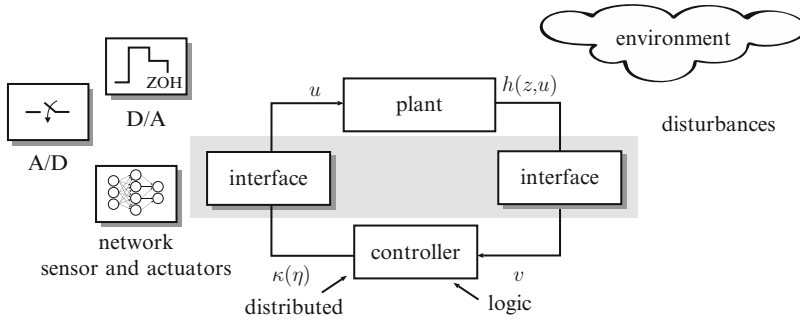 environment
ZOH
D/A
u
plant
h(z,u)
disturbances
A/D
interface
interface
network
sensor and actuators
controller
κ(η)
v
distributed
logic